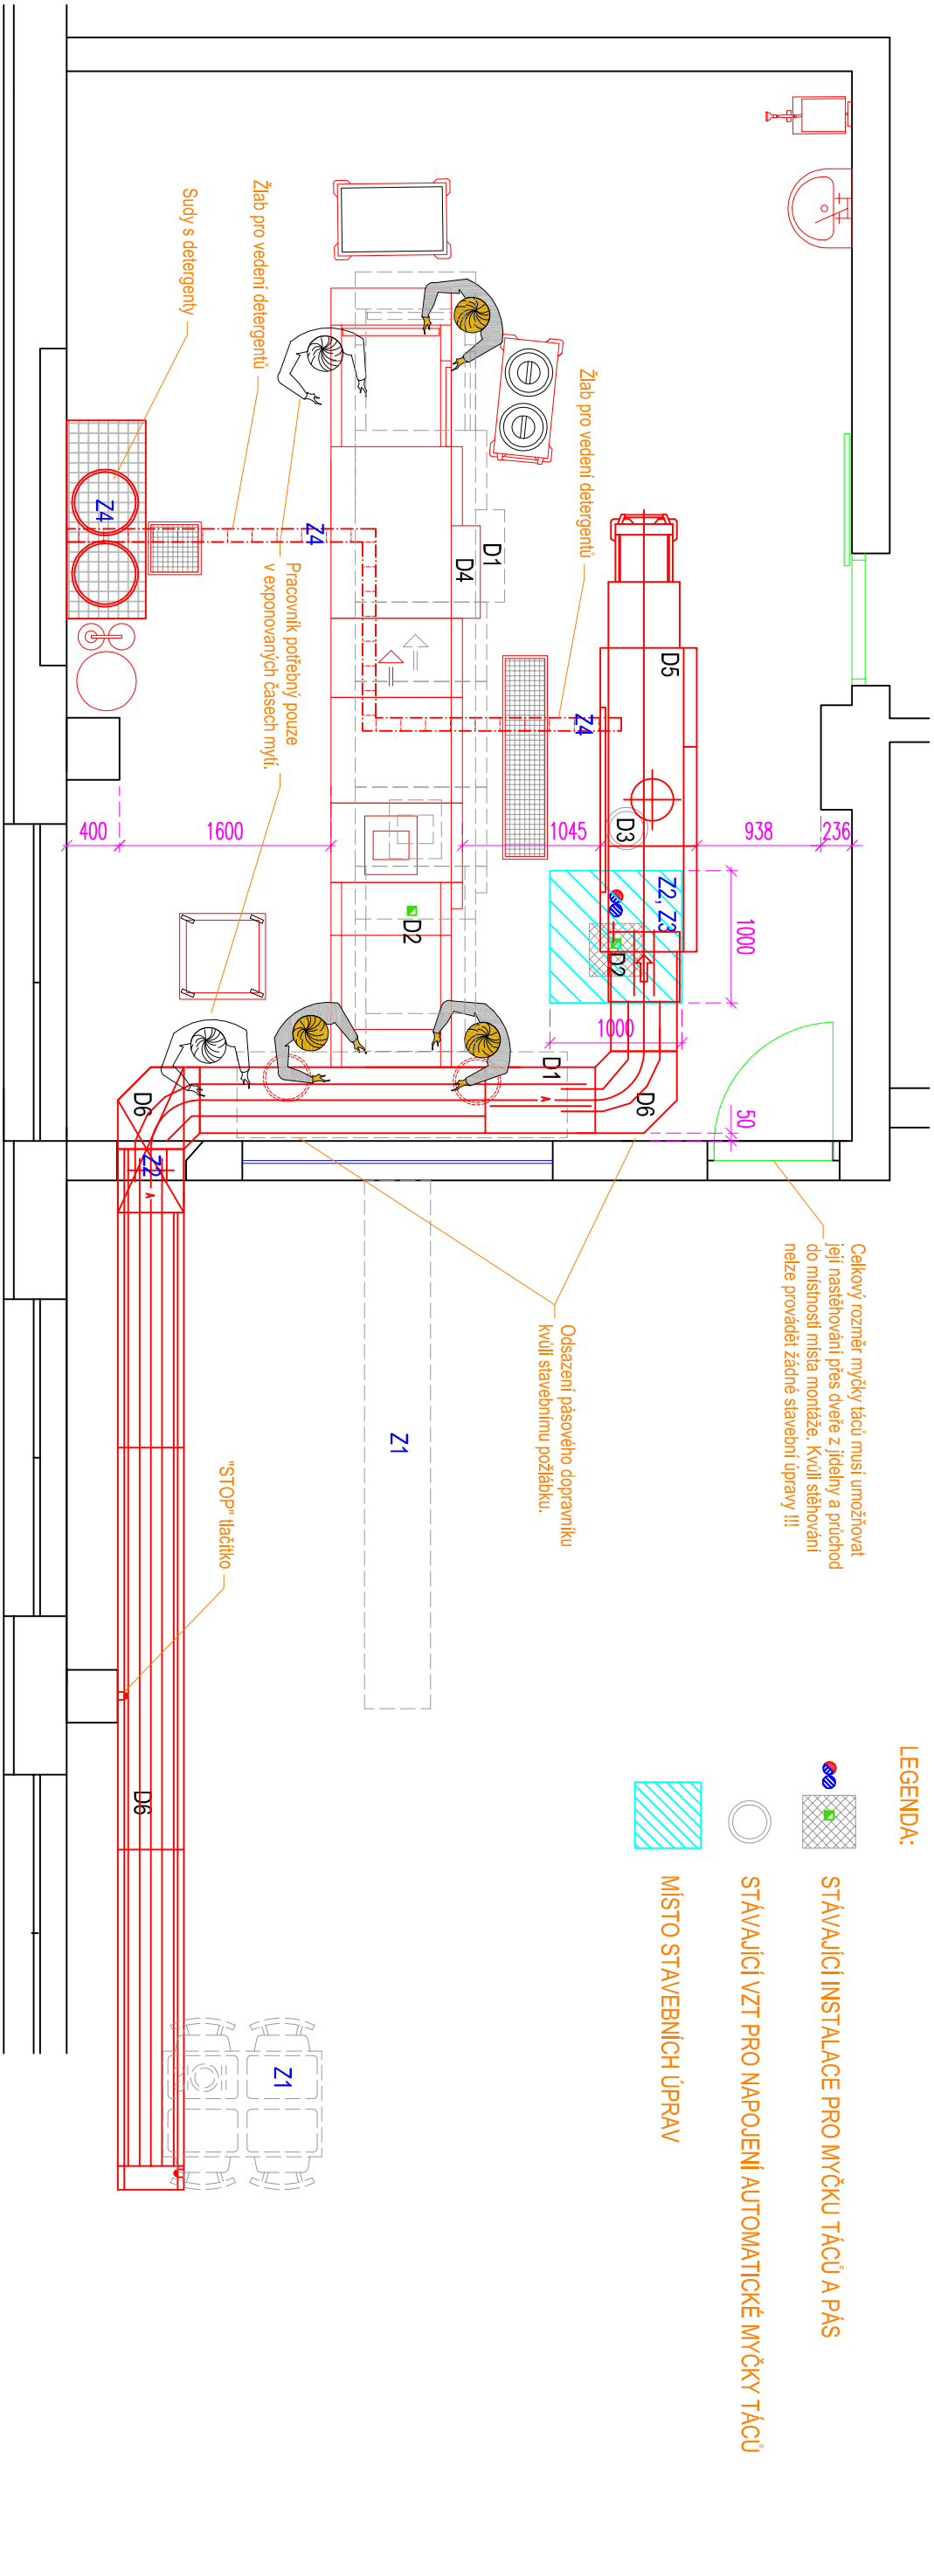 LEGENDA:
STÁVAJÍCÍ INSTALACE PRO MYČKU TÁCŮ A PÁS
STÁVAJÍCÍ VZT PRO NAPOJENÍ AUTOMATICKÉ MYČKY TÁCŮ
MÍSTO STAVEBNÍCH ÚPRAV
Celkový rozměr myčky táců musí umožňovat
její nastěhování přes dveře z jídelny a průchod
do místnosti místa montáže. Kvůli stěhování
nelze provádět žádné stavební úpravy !!!
Odsazení pásového dopravníku
kvůli stavebnímu požlábku.
"STOP" tlačítko
Žlab pro vedení detergentů
Žlab pro vedení detergentů
Sudy s detergenty
Pracovník potřebný pouze
v exponovaných časech mytí.
D5
D3
Z2, Z3
D2
D6
D1
D4
D1
D2
D6
D6
A
A
Z4
Z4
Z4
Z2
Z1
Z1
236
938
1045
1600
400
1000
1000
50